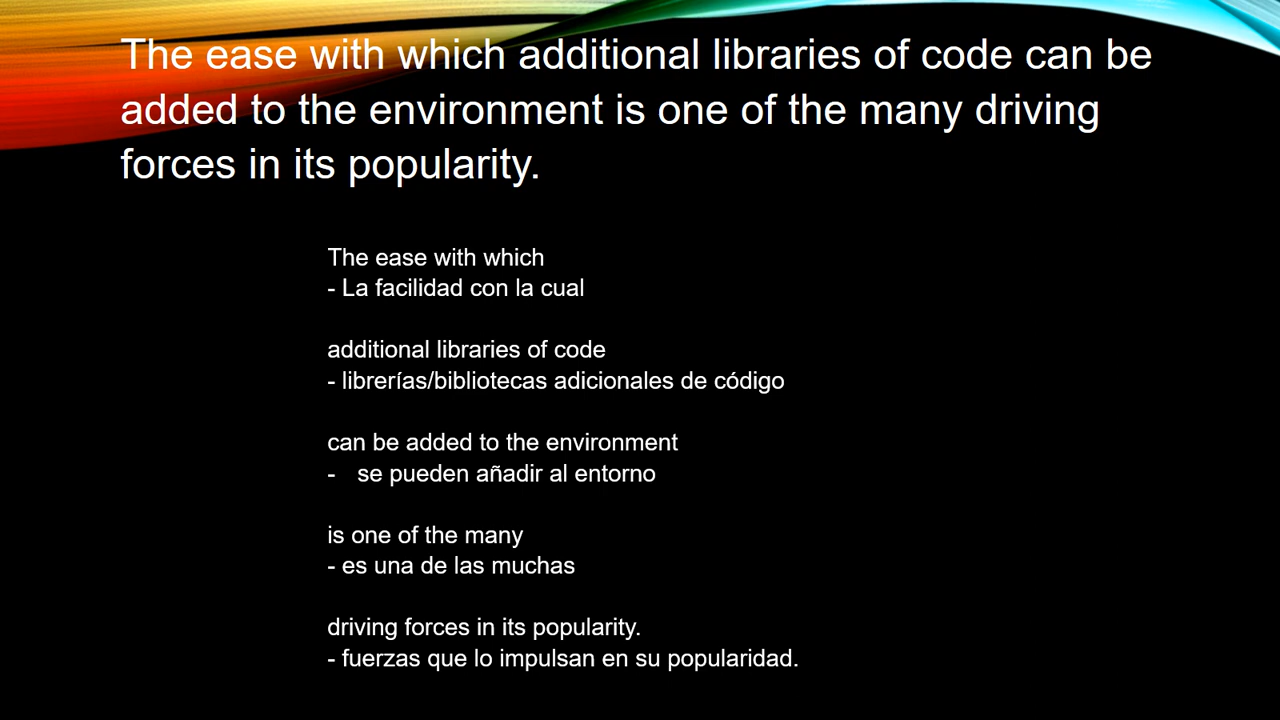 The ease with which additional libraries of code can be
added to the environment is one of the many driving
forces in its popularity.
The ease with which
- La facilidad con la cual
additional libraries of code
- librerías/bibliotecas adicionales de código
can be added to the environment
- se pueden añadir al entorno
is one of the many
- es una de las muchas
driving forces in its popularity.
- fuerzas que lo impulsan en su popularidad.